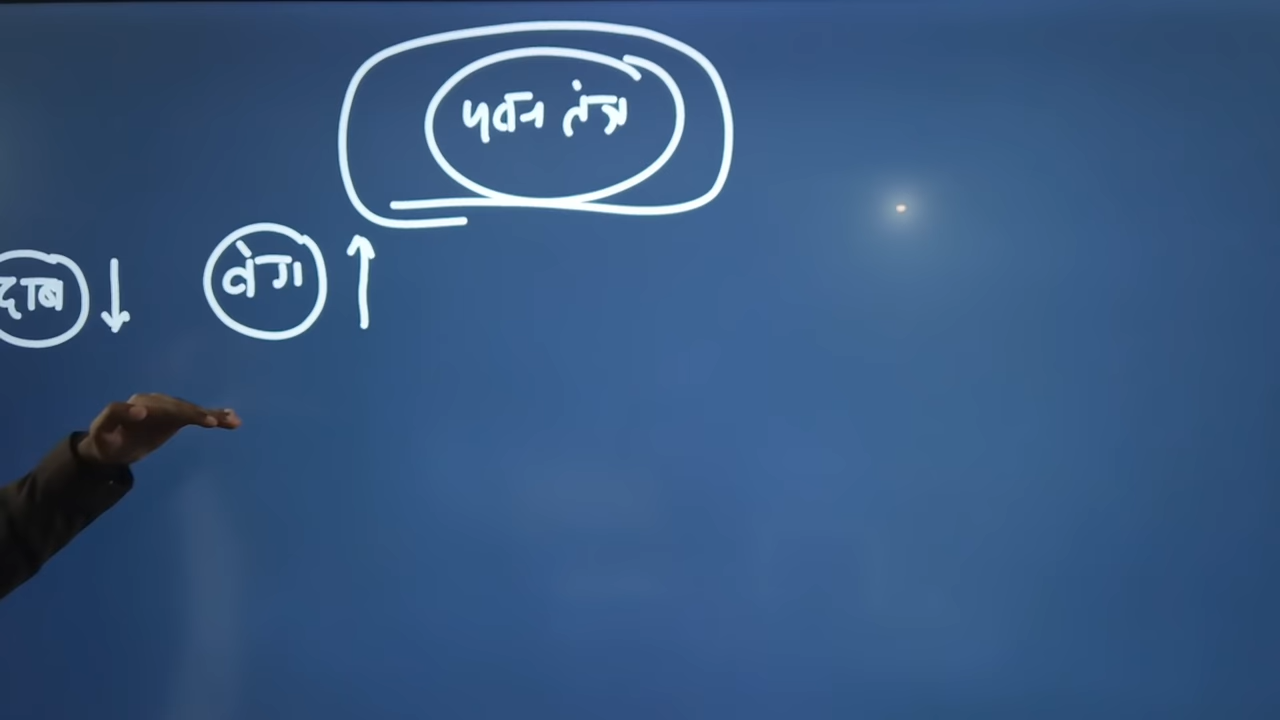 पवन तंत्र
दाब ↓ वेग ↑